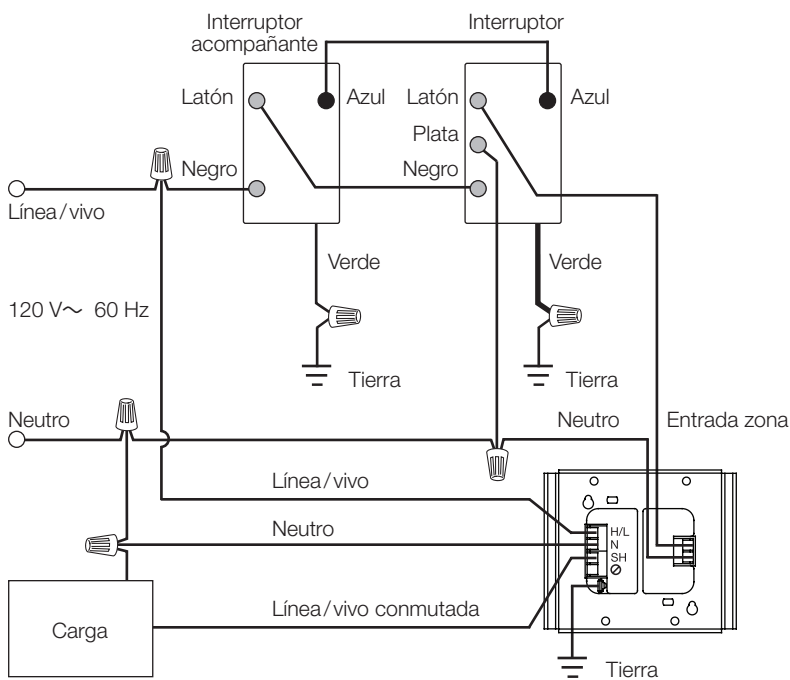 Interruptor
acompañante
Interruptor
Latón
Azul
Latón
Azul
Plata
Negro
Negro
Línea/vivo
Verde
Verde
120 V~ 60 Hz
Tierra
Tierra
Neutro
Neutro
Entrada zona
Línea/vivo
H/L
Neutro
N
SH
Línea/vivo conmutada
Carga
Tierra